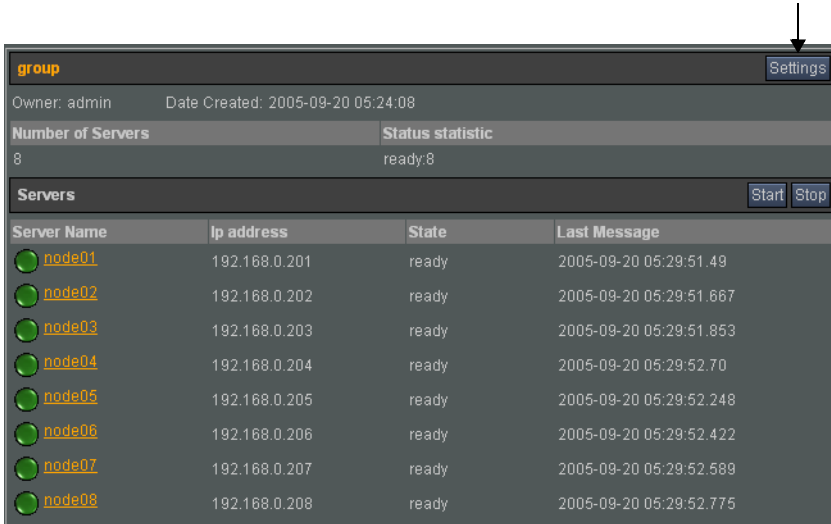 group Settings
Owner: admin Date Created: 2005-09-20 05:24:08
Number of Servers Status statistic
8 ready:8
Servers Start Stop
Server Name Ip address State Last Message
node01 192.168.0.201 ready 2005-09-20 05:29:51.49
node02 192.168.0.202 ready 2005-09-20 05:29:51.667
node03 192.168.0.203 ready 2005-09-20 05:29:51.853
node04 192.168.0.204 ready 2005-09-20 05:29:52.70
node05 192.168.0.205 ready 2005-09-20 05:29:52.248
node06 192.168.0.206 ready 2005-09-20 05:29:52.422
node07 192.168.0.207 ready 2005-09-20 05:29:52.589
node08 192.168.0.208 ready 2005-09-20 05:29:52.775